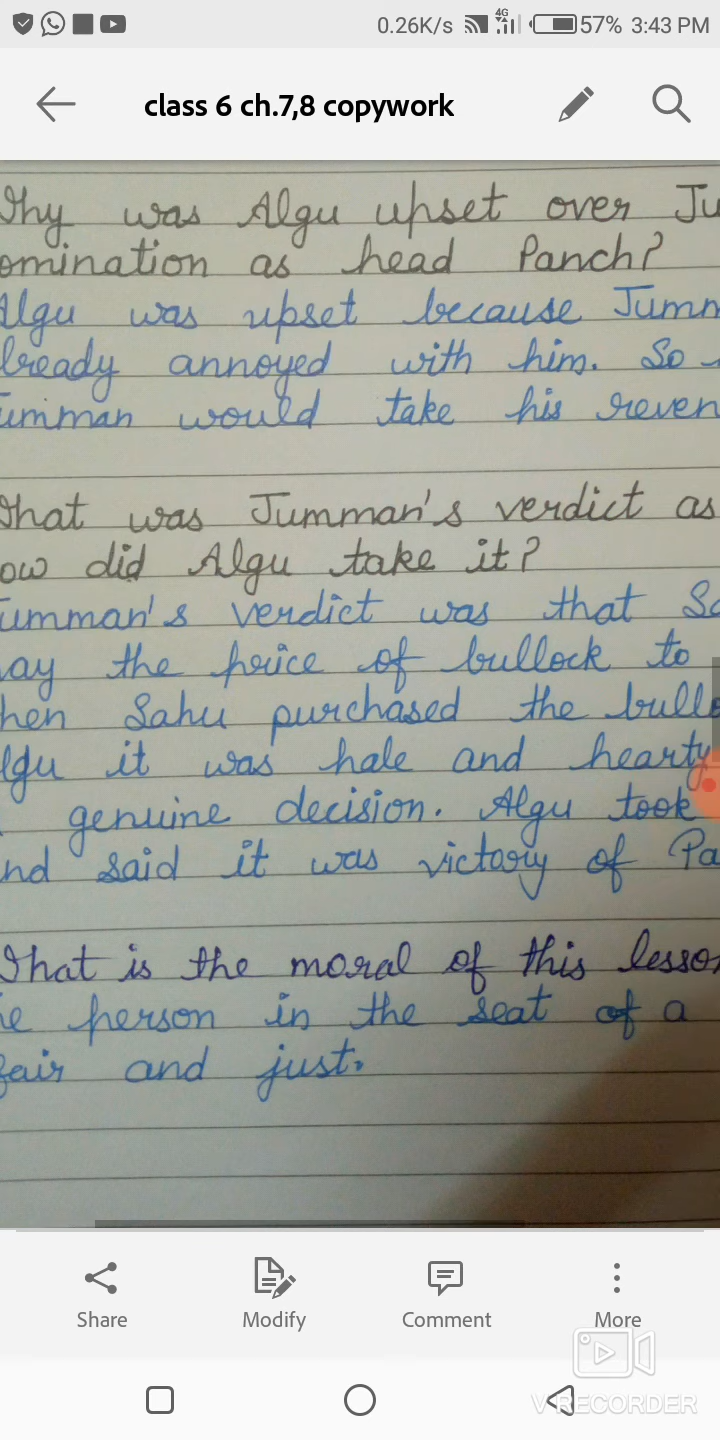 0.26K/s 4G 57% 3:43 PM
class 6 ch.7,8 copywork
hy was Algu upset over Ju
omination as head Panch?
Algu was upset because Jumm
lready annoyed with him. So
umman would take his reven
hat was Jumman's verdict as
ow did Algu take it?
umman's verdict was that Sa
ay the price of bullock to
hen Sahu purchased the bullo
lgu it was hale and hearty
genuine decision. Algu took
nd said it was victory of Pa
hat is the moral of this lesson
e person in the seat of a
fair and just.
Share Modify Comment More
V RECORDER